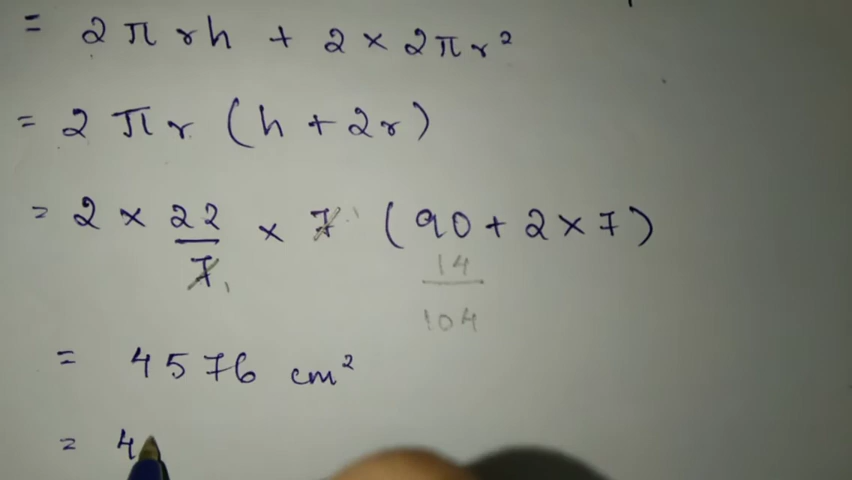 = 2πrh + 2 × 2πr²
= 2πr (h + 2r)
= 2 × 22/7 × 7 (90 + 2 × 7)
14
104
= 4576 cm²
= 4